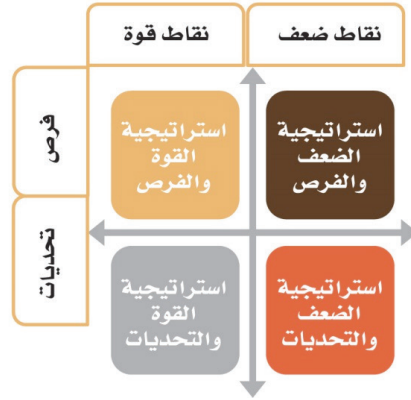 نقاط ضعف
نقاط قوة
فرص
استراتيجية
الضعف
والفرص
استراتيجية
القوة
والفرص
تحديات
استراتيجية
الضعف
والتحديات
استراتيجية
القوة
والتحديات